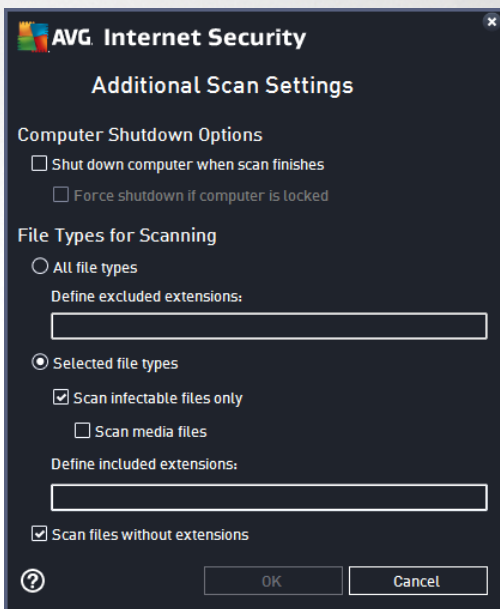 AVG. Internet Security
Additional Scan Settings
Computer Shutdown Options
Shut down computer when scan finishes
Force shutdown if computer is locked
File Types for Scanning
All file types
Define excluded extensions:
Selected file types
Scan infectable files only
Scan media files
Define included extensions:
Scan files without extensions
? OK Cancel